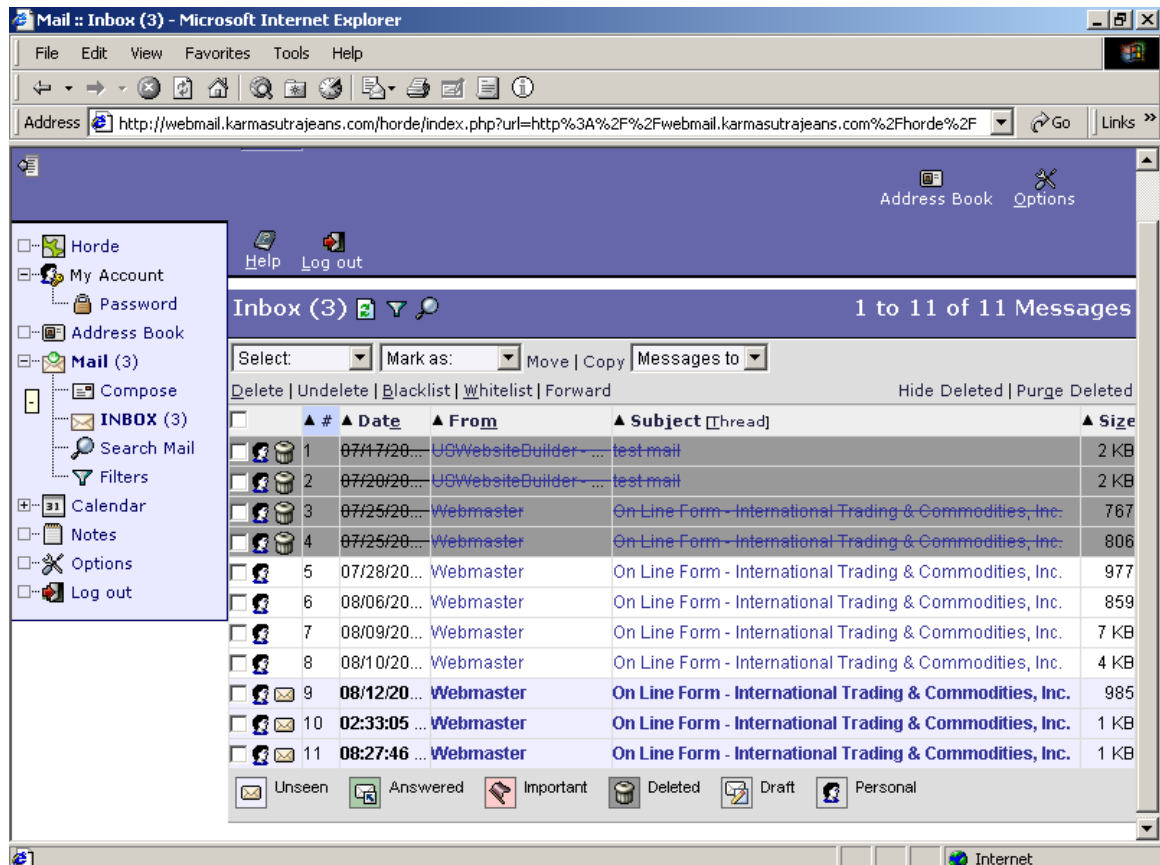 Mail :: Inbox (3) - Microsoft Internet Explorer
File Edit View Favorites Tools Help
Address http://webmail.karmasutrajeans.com/horde/index.php?url=http%3A%2F%2Fwebmail.karmasutrajeans.com%2Fhorde%2F Go Links »
Address Book Options
Help Log out
Horde
My Account
Password
Address Book
Mail (3)
Compose
INBOX (3)
Search Mail
Filters
31 Calendar
Notes
Options
Log out
Inbox (3) 1 to 11 of 11 Messages
Select: Mark as: Move | Copy Messages to
Delete | Undelete | Blacklist | Whitelist | Forward Hide Deleted | Purge Deleted
# Date From Subject [Thread] Size
1 07/17/20... USWebsiteBuilder - ... test mail 2 KB
2 07/20/20... USWebsiteBuilder - ... test mail 2 KB
3 07/25/20... Webmaster On Line Form - International Trading & Commodities, Inc. 767
4 07/25/20... Webmaster On Line Form - International Trading & Commodities, Inc. 806
5 07/28/20... Webmaster On Line Form - International Trading & Commodities, Inc. 977
6 08/06/20... Webmaster On Line Form - International Trading & Commodities, Inc. 859
7 08/09/20... Webmaster On Line Form - International Trading & Commodities, Inc. 7 KB
8 08/10/20... Webmaster On Line Form - International Trading & Commodities, Inc. 4 KB
9 08/12/20... Webmaster On Line Form - International Trading & Commodities, Inc. 985
10 02:33:05 ... Webmaster On Line Form - International Trading & Commodities, Inc. 1 KB
11 08:27:46 ... Webmaster On Line Form - International Trading & Commodities, Inc. 1 KB
Unseen Answered Important Deleted Draft Personal
Internet